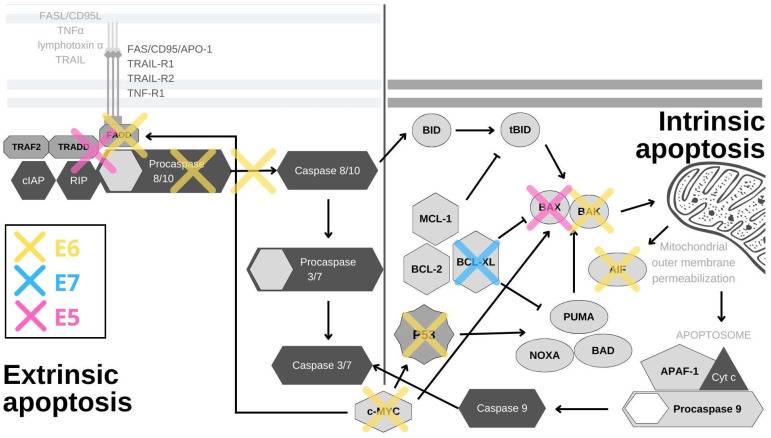 FASL/CD95L
TNFα
lymphotoxin α
TRAIL
FAS/CD95/APO-1
TRAIL-R1
TRAIL-R2
TNF-R1
FADD
TRAF2
TRADD
cIAP
RIP
Procaspase
8/10
Caspase 8/10
Procaspase
3/7
Caspase 3/7
E6
E7
E5
Extrinsic
apoptosis
Intrinsic
apoptosis
BID
tBID
MCL-1
BCL-2
BCL-XL
BAX
BAK
AIF
Mitochondrial
outer membrane
permeabilization
P53
PUMA
NOXA
BAD
c-MYC
Caspase 9
APOPTOSOME
APAF-1
Cyt c
Procaspase 9